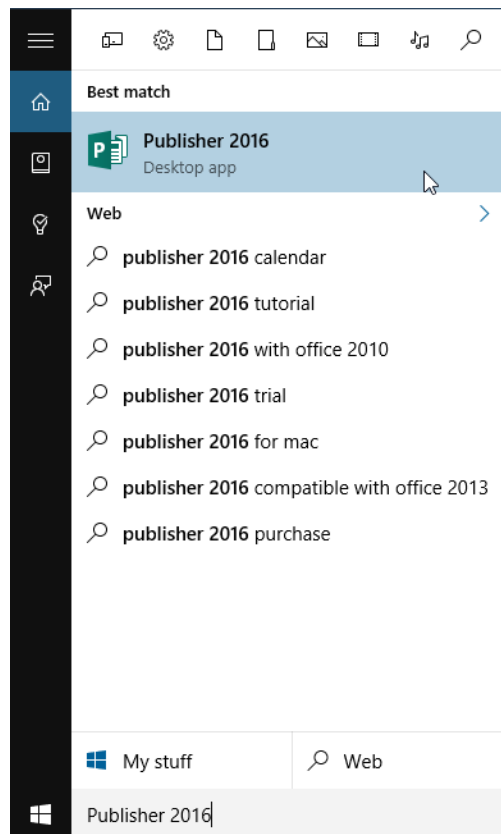 Best match
Publisher 2016
Desktop app
Web
publisher 2016 calendar
publisher 2016 tutorial
publisher 2016 with office 2010
publisher 2016 trial
publisher 2016 for mac
publisher 2016 compatible with office 2013
publisher 2016 purchase
My stuff
Web
Publisher 2016